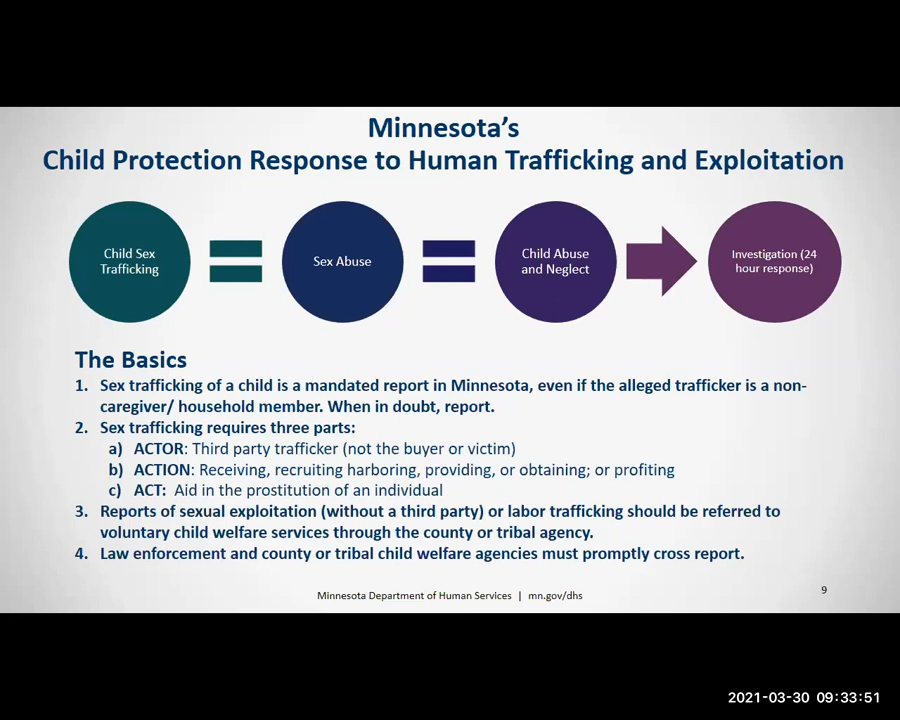 Minnesota's
Child Protection Response to Human Trafficking and Exploitation
Child Sex
Trafficking
Sex Abuse
Child Abuse
and Neglect
Investigation (24
hour response)
The Basics
1. Sex trafficking of a child is a mandated report in Minnesota, even if the alleged trafficker is a non-
caregiver/ household member. When in doubt, report.
2. Sex trafficking requires three parts:
a) ACTOR: Third party trafficker (not the buyer or victim)
b) ACTION: Receiving, recruiting harboring, providing, or obtaining; or profiting
c) ACT: Aid in the prostitution of an individual
3. Reports of sexual exploitation (without a third party) or labor trafficking should be referred to
voluntary child welfare services through the county or tribal agency.
4. Law enforcement and county or tribal child welfare agencies must promptly cross report.
Minnesota Department of Human Services | mn.gov/dhs
9
2021-03-30 09:33:51